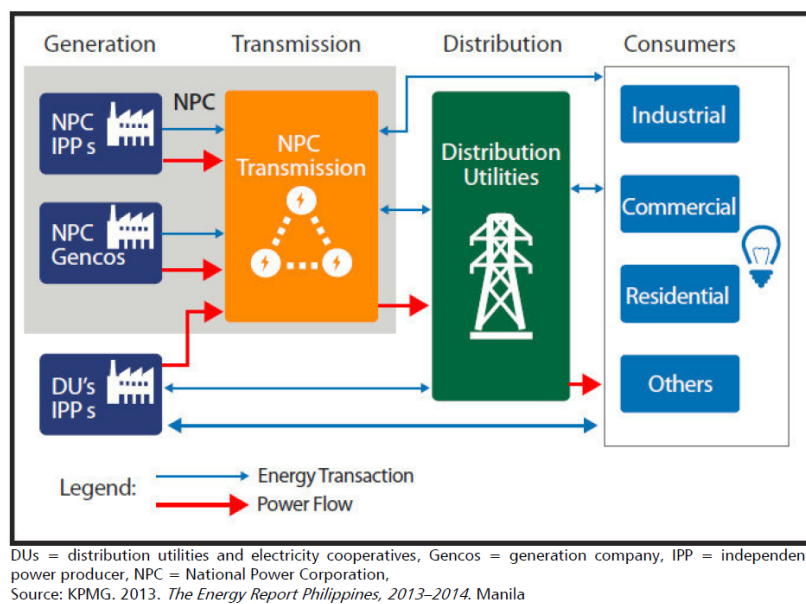 Generation Transmission Distribution Consumers
NPC
NPC
IPP s
NPC
Gencos
DU's
IPP s
NPC
Transmission
Distribution
Utilities
Industrial
Commercial
Residential
Others
Legend:
Energy Transaction
Power Flow
DUs = distribution utilities and electricity cooperatives, Gencos = generation company, IPP = independen
power producer, NPC = National Power Corporation,
Source: KPMG. 2013. The Energy Report Philippines, 2013–2014. Manila